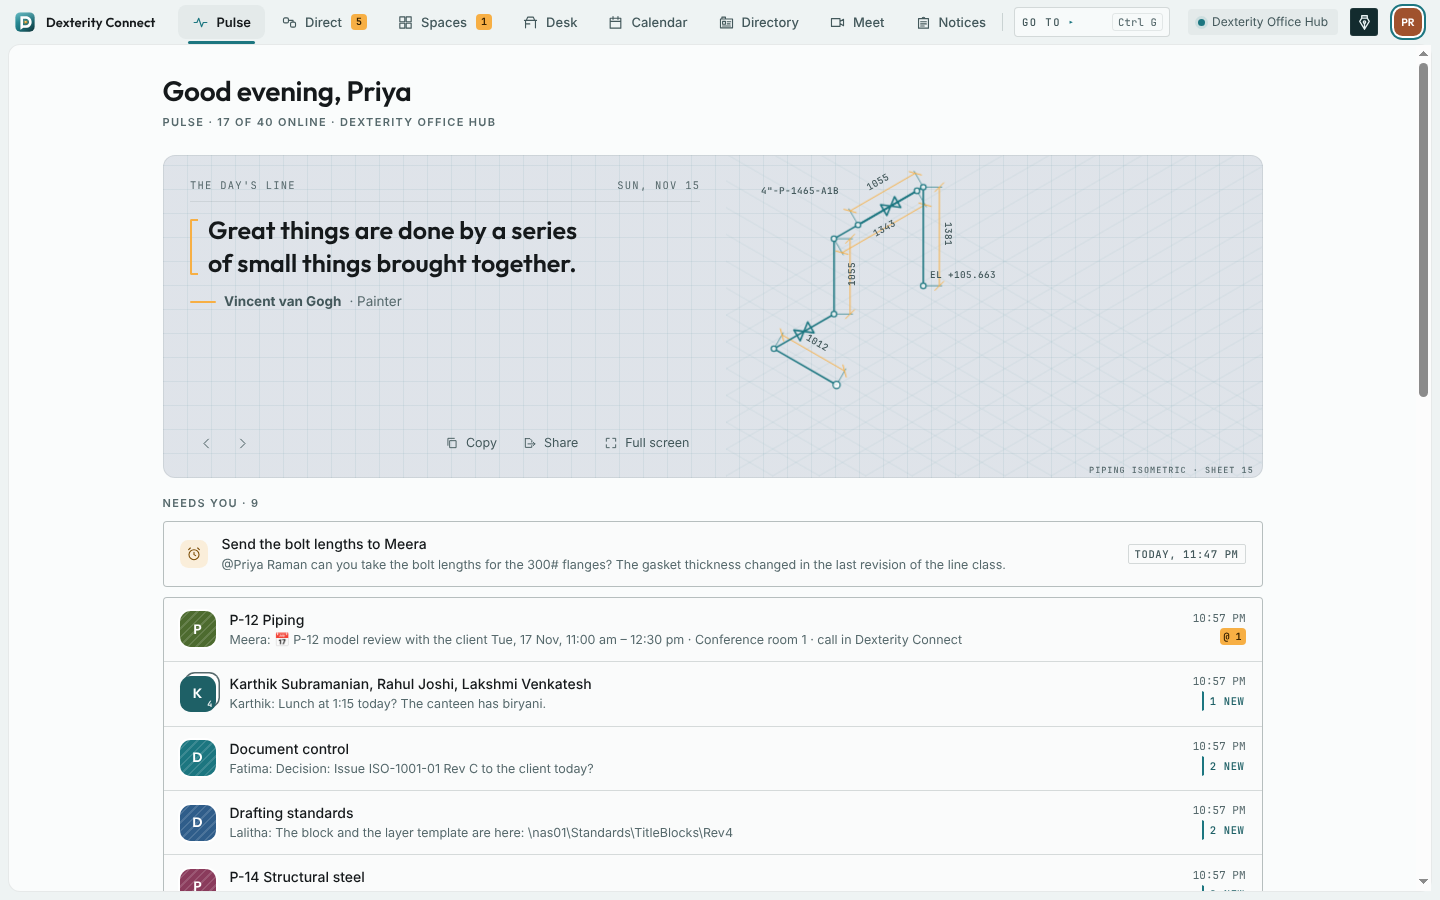 Dexterity Connect
Pulse
Direct 5
Spaces 1
Desk
Calendar
Directory
Meet
Notices
GO TO
Ctrl G
Dexterity Office Hub
PR
Good evening, Priya
PULSE · 17 OF 40 ONLINE · DEXTERITY OFFICE HUB
THE DAY'S LINE
SUN, NOV 15
Great things are done by a series
of small things brought together.
Vincent van Gogh · Painter
Copy
Share
Full screen
4"-P-1465-A1B
1055
1343
1381
1055
EL +105.663
1012
PIPING ISOMETRIC · SHEET 15
NEEDS YOU · 9
Send the bolt lengths to Meera
@Priya Raman can you take the bolt lengths for the 300# flanges? The gasket thickness changed in the last revision of the line class.
TODAY, 11:47 PM
P
P-12 Piping
10:57 PM
Meera: 📅 P-12 model review with the client Tue, 17 Nov, 11:00 am – 12:30 pm · Conference room 1 · call in Dexterity Connect
@ 1
K
4
Karthik Subramanian, Rahul Joshi, Lakshmi Venkatesh
10:57 PM
Karthik: Lunch at 1:15 today? The canteen has biryani.
1 NEW
D
Document control
10:57 PM
Fatima: Decision: Issue ISO-1001-01 Rev C to the client today?
2 NEW
D
Drafting standards
10:57 PM
Lalitha: The block and the layer template are here: \nas01\Standards\TitleBlocks\Rev4
2 NEW
P
P-14 Structural steel
10:57 PM